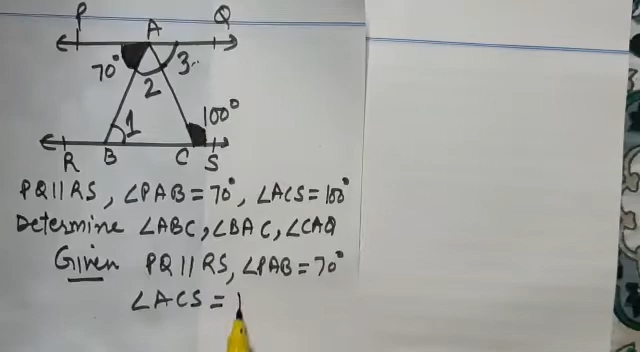 P A Q
70° 3
2
1 100°
R B C S
PQ || RS, ∠PAB = 70°, ∠ACS = 100°
Determine ∠ABC, ∠BAC, ∠CAQ
Given PQ || RS, ∠PAB = 70°
∠ACS = 1